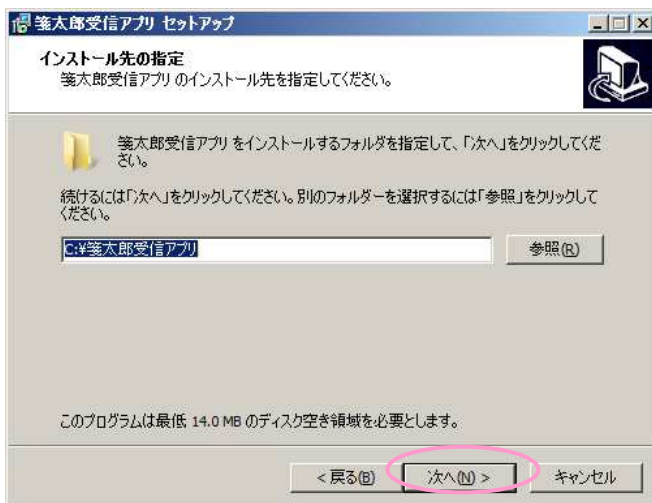 箋太郎受信アプリ セットアップ
インストール先の指定
箋太郎受信アプリ のインストール先を指定してください。
箋太郎受信アプリ をインストールするフォルダを指定して、「次へ」をクリックしてくだ
さい。
続けるには「次へ」をクリックしてください。別のフォルダーを選択するには「参照」をクリックして
ください。
C:¥箋太郎受信アプリ
参照(R)
このプログラムは最低 14.0 MB のディスク空き領域を必要とします。
< 戻る(B)
次へ(N) >
キャンセル